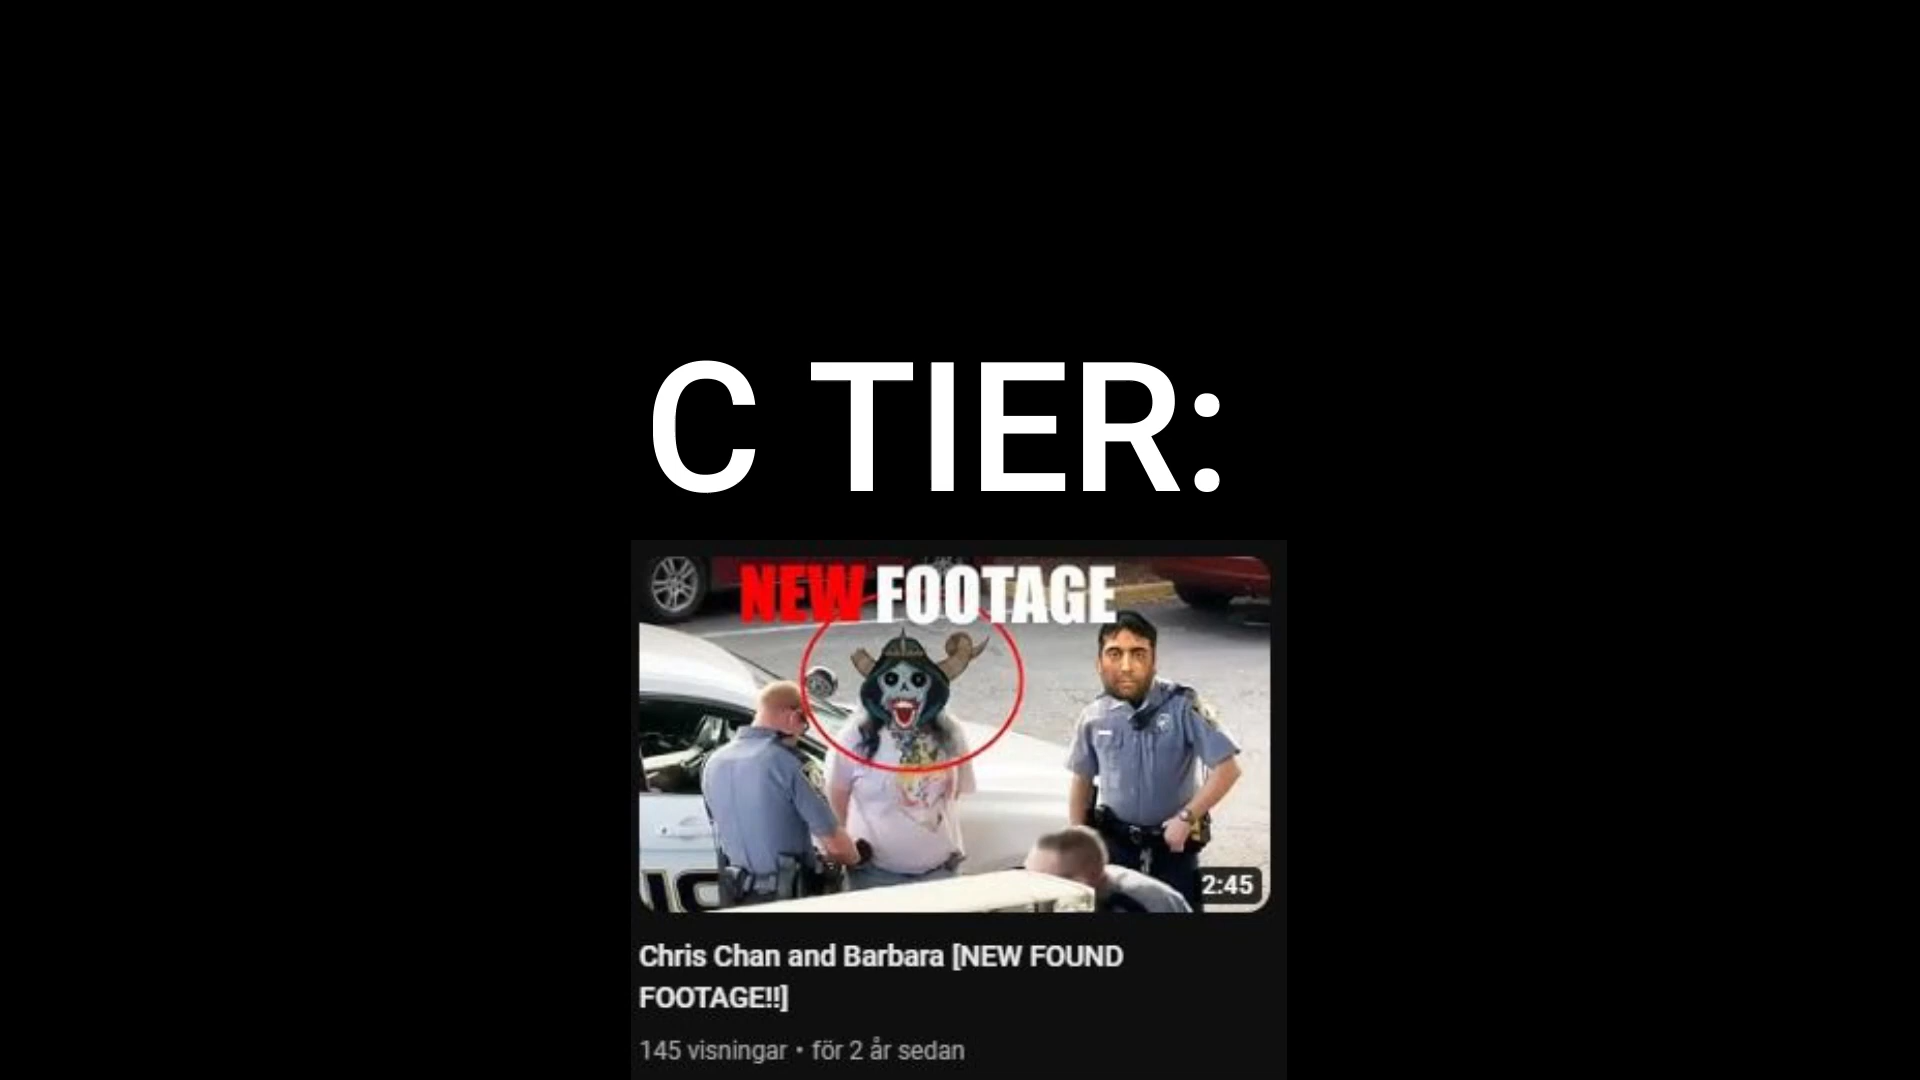 C TIER:
NEW FOOTAGE
2:45
Chris Chan and Barbara [NEW FOUND
FOOTAGE!!]
145 visningar • för 2 år sedan